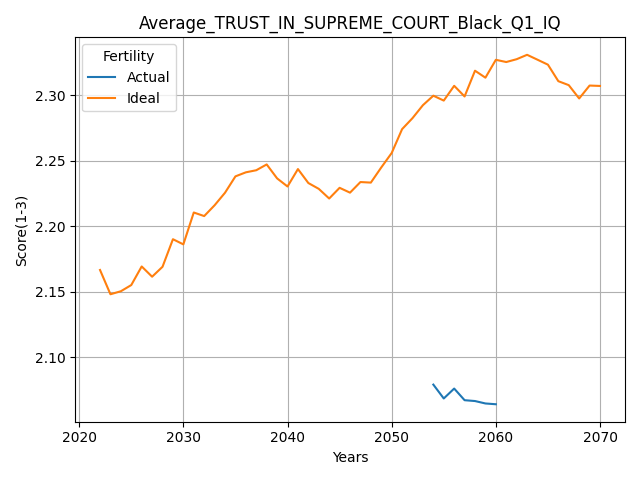 Average_TRUST_IN_SUPREME_COURT_Black_Q1_IQ
Fertility
Actual
Ideal
Score(1-3)
2.30
2.25
2.20
2.15
2.10
2020 2030 2040 2050 2060 2070
Years